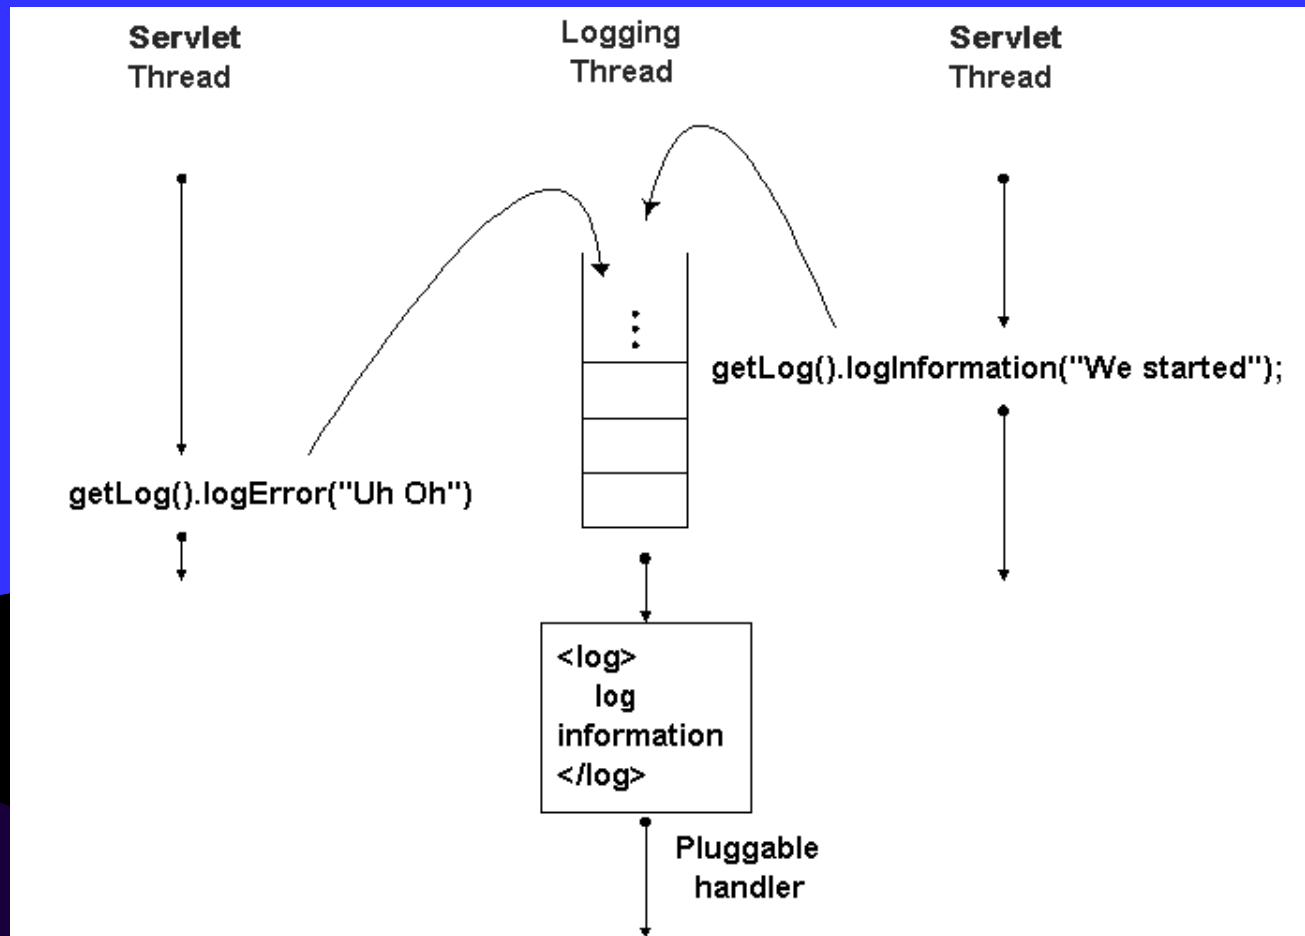 Servlet
Thread
Logging
Thread
Servlet
Thread
getLog().logInformation("We started");
getLog().logError("Uh Oh")
<log>
log
information
</log>
Pluggable
handler